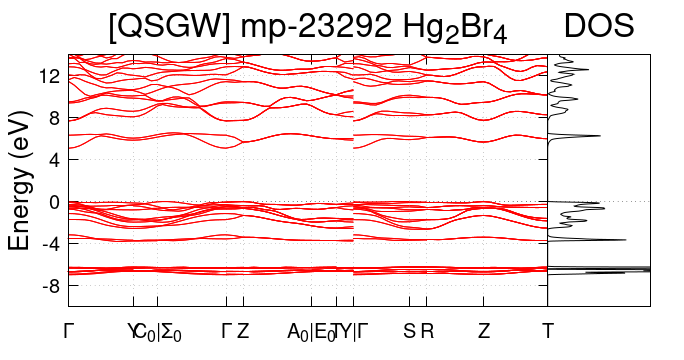 [QSGW] mp-23292 Hg₂Br₄ DOS
Energy (eV)
12
8
4
0
-4
-8
Γ Y C₀|Σ₀ Γ Z A₀|E₀ T Y|Γ S R Z T